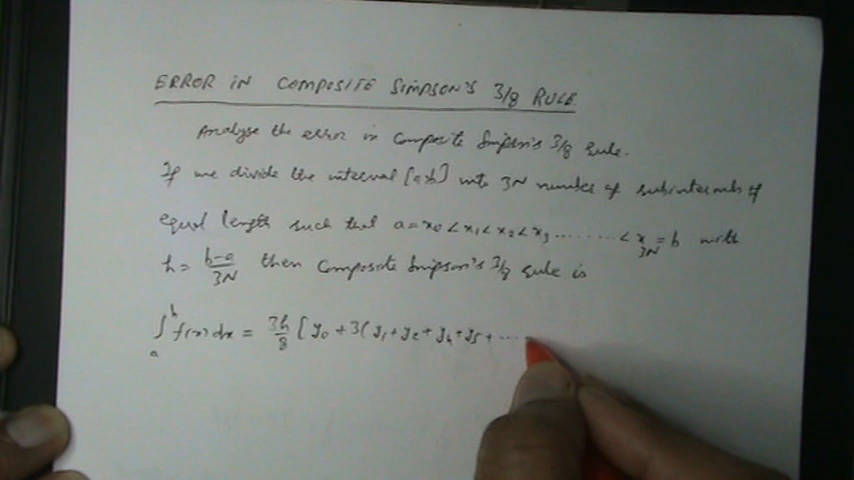 ERROR IN COMPOSITE SIMPSON'S 3/8 RULE
Analyse the error in Composite Simpson's 3/8 rule.
If we divide the interval [a,b] into 3N number of subintervals of
equal length such that a = x₀ < x₁ < x₂ < x₃ ......... < x₃N = b with
h = b-a/3N then Composite Simpson's 3/8 rule is
∫ₐᵇ f(x) dx = 3h/8 [ y₀ + 3( y₁ + y₂ + y₄ + y₅ + ....